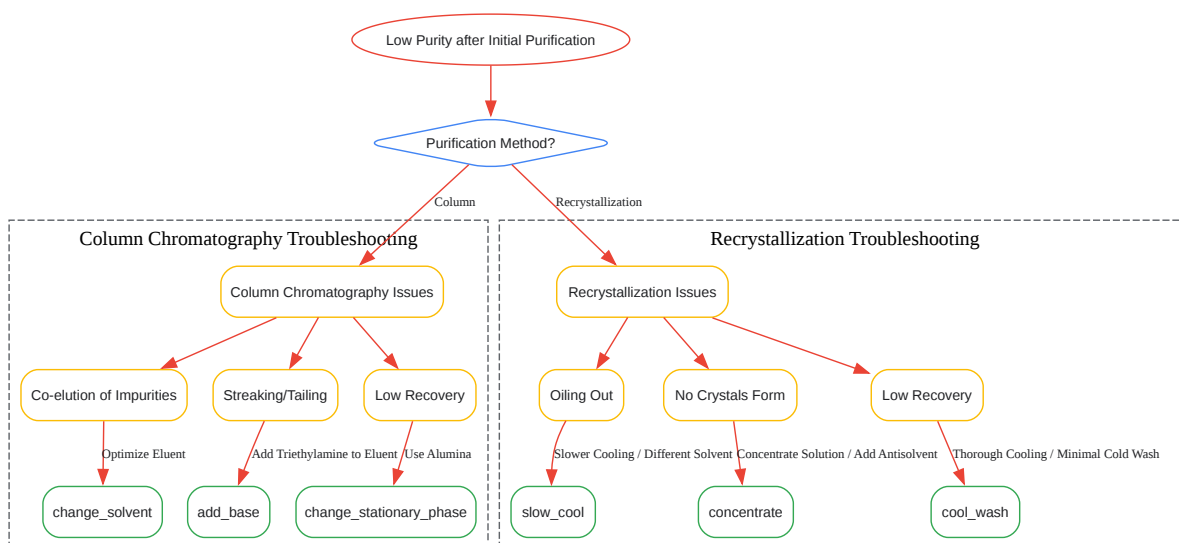 Low Purity after Initial Purification
Purification Method?
Column
Recrystallization
Column Chromatography Troubleshooting
Recrystallization Troubleshooting
Column Chromatography Issues
Recrystallization Issues
Co-elution of Impurities
Streaking/Tailing
Low Recovery
Oiling Out
No Crystals Form
Low Recovery
Optimize Eluent
Add Triethylamine to Eluent
Use Alumina
Slower Cooling / Different Solvent
Concentrate Solution / Add Antisolvent
Thorough Cooling / Minimal Cold Wash
change_solvent
add_base
change_stationary_phase
slow_cool
concentrate
cool_wash